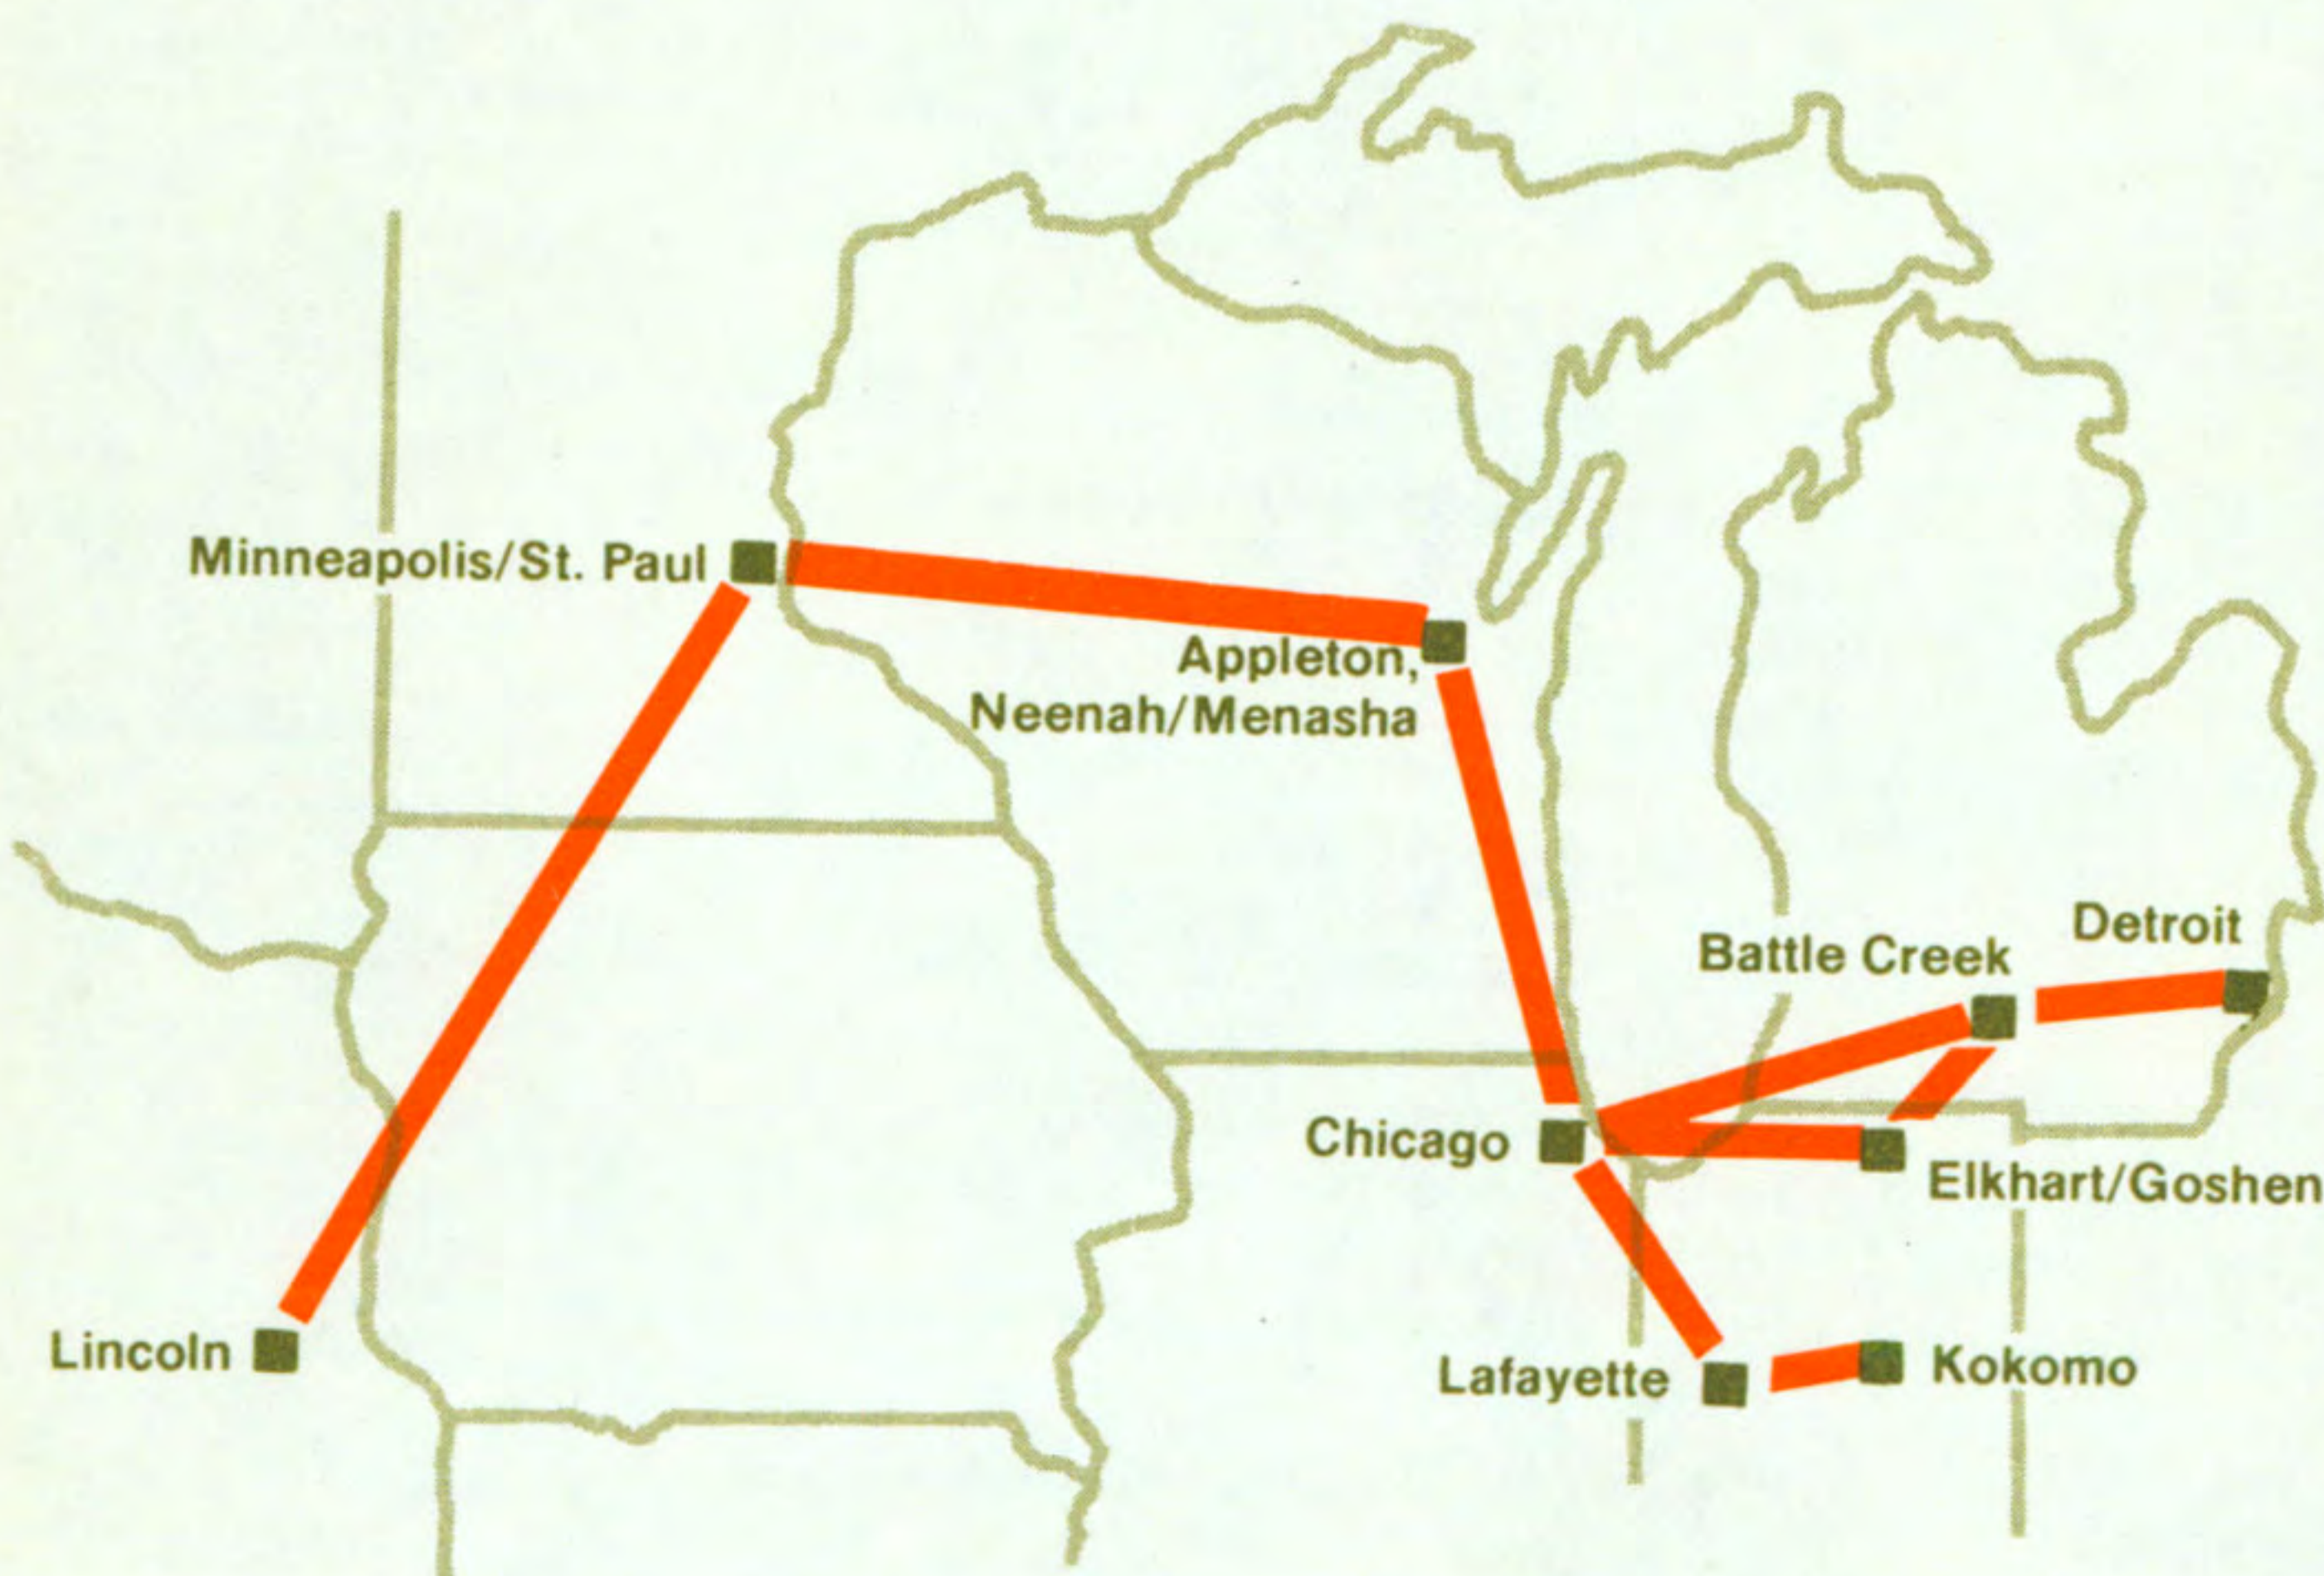 Minneapolis/St. Paul
Appleton,
Neenah/Menasha
Detroit
Battle Creek
Chicago
Elkhart/Goshen
Lincoln
Lafayette
Kokomo